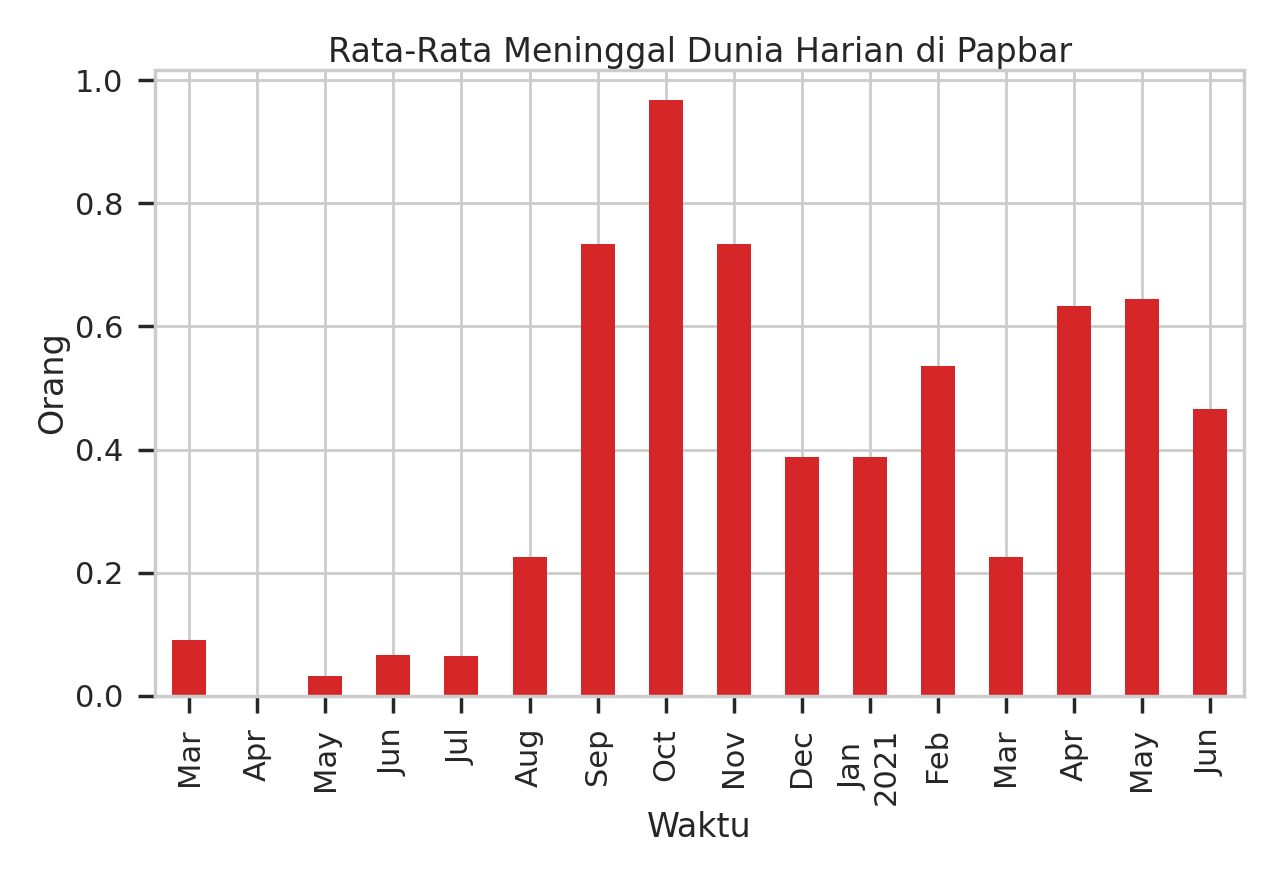 Rata-Rata Meninggal Dunia Harian di Papbar
1.0
0.8
0.6
0.4
0.2
0.0
Orang
Mar
Apr
May
Jun
Jul
Aug
Sep
Oct
Nov
Dec
Jan
2021
Feb
Mar
Apr
May
Jun
Waktu